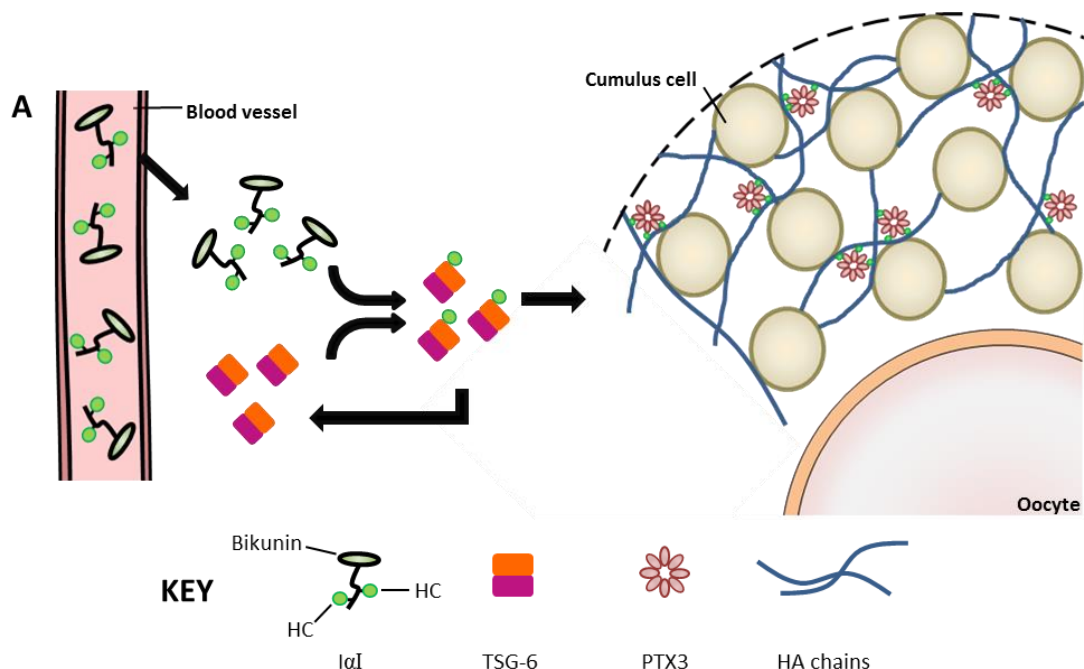 A
Blood vessel
Cumulus cell
Oocyte
Bikunin
KEY
HC
HC
IαI
TSG-6
PTX3
HA chains